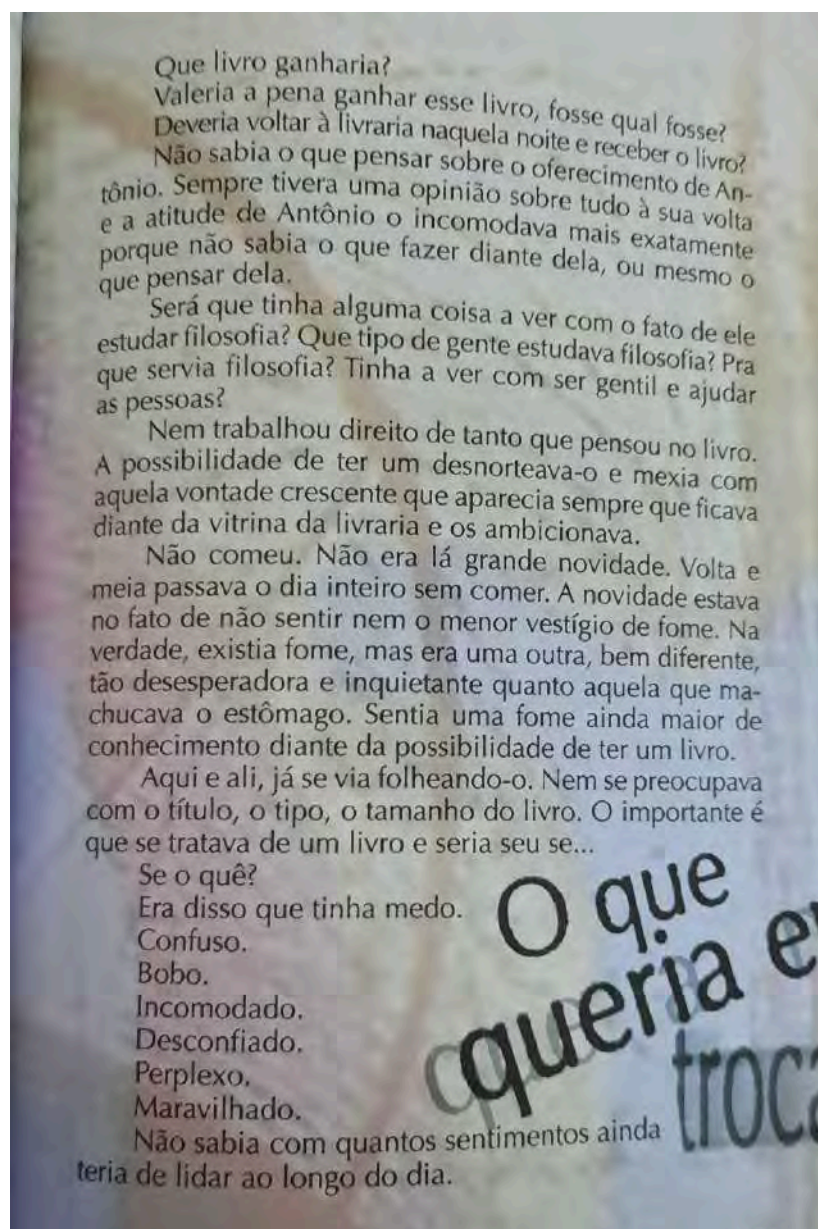 Que livro ganharia?
Valeria a pena ganhar esse livro, fosse qual fosse?
Deveria voltar à livraria naquela noite e receber o livro?
Não sabia o que pensar sobre o oferecimento de An-
tônio. Sempre tivera uma opinião sobre tudo à sua volta
e a atitude de Antônio o incomodava mais exatamente
porque não sabia o que fazer diante dela, ou mesmo o
que pensar dela.
Será que tinha alguma coisa a ver com o fato de ele
estudar filosofia? Que tipo de gente estudava filosofia? Pra
que servia filosofia? Tinha a ver com ser gentil e ajudar
as pessoas?
Nem trabalhou direito de tanto que pensou no livro.
A possibilidade de ter um desnorteava-o e mexia com
aquela vontade crescente que aparecia sempre que ficava
diante da vitrina da livraria e os ambicionava.
Não comeu. Não era lá grande novidade. Volta e
meia passava o dia inteiro sem comer. A novidade estava
no fato de não sentir nem o menor vestígio de fome. Na
verdade, existia fome, mas era uma outra, bem diferente,
tão desesperadora e inquietante quanto aquela que ma-
chucava o estômago. Sentia uma fome ainda maior de
conhecimento diante da possibilidade de ter um livro.
Aqui e ali, já se via folheando-o. Nem se preocupava
com o título, o tipo, o tamanho do livro. O importante é
que se tratava de um livro e seria seu se...
Se o quê?
Era disso que tinha medo.
Confuso.
Bobo.
Incomodado.
Desconfiado.
Perplexo.
Maravilhado.
Não sabia com quantos sentimentos ainda
teria de lidar ao longo do dia.
O que
queria e
troca